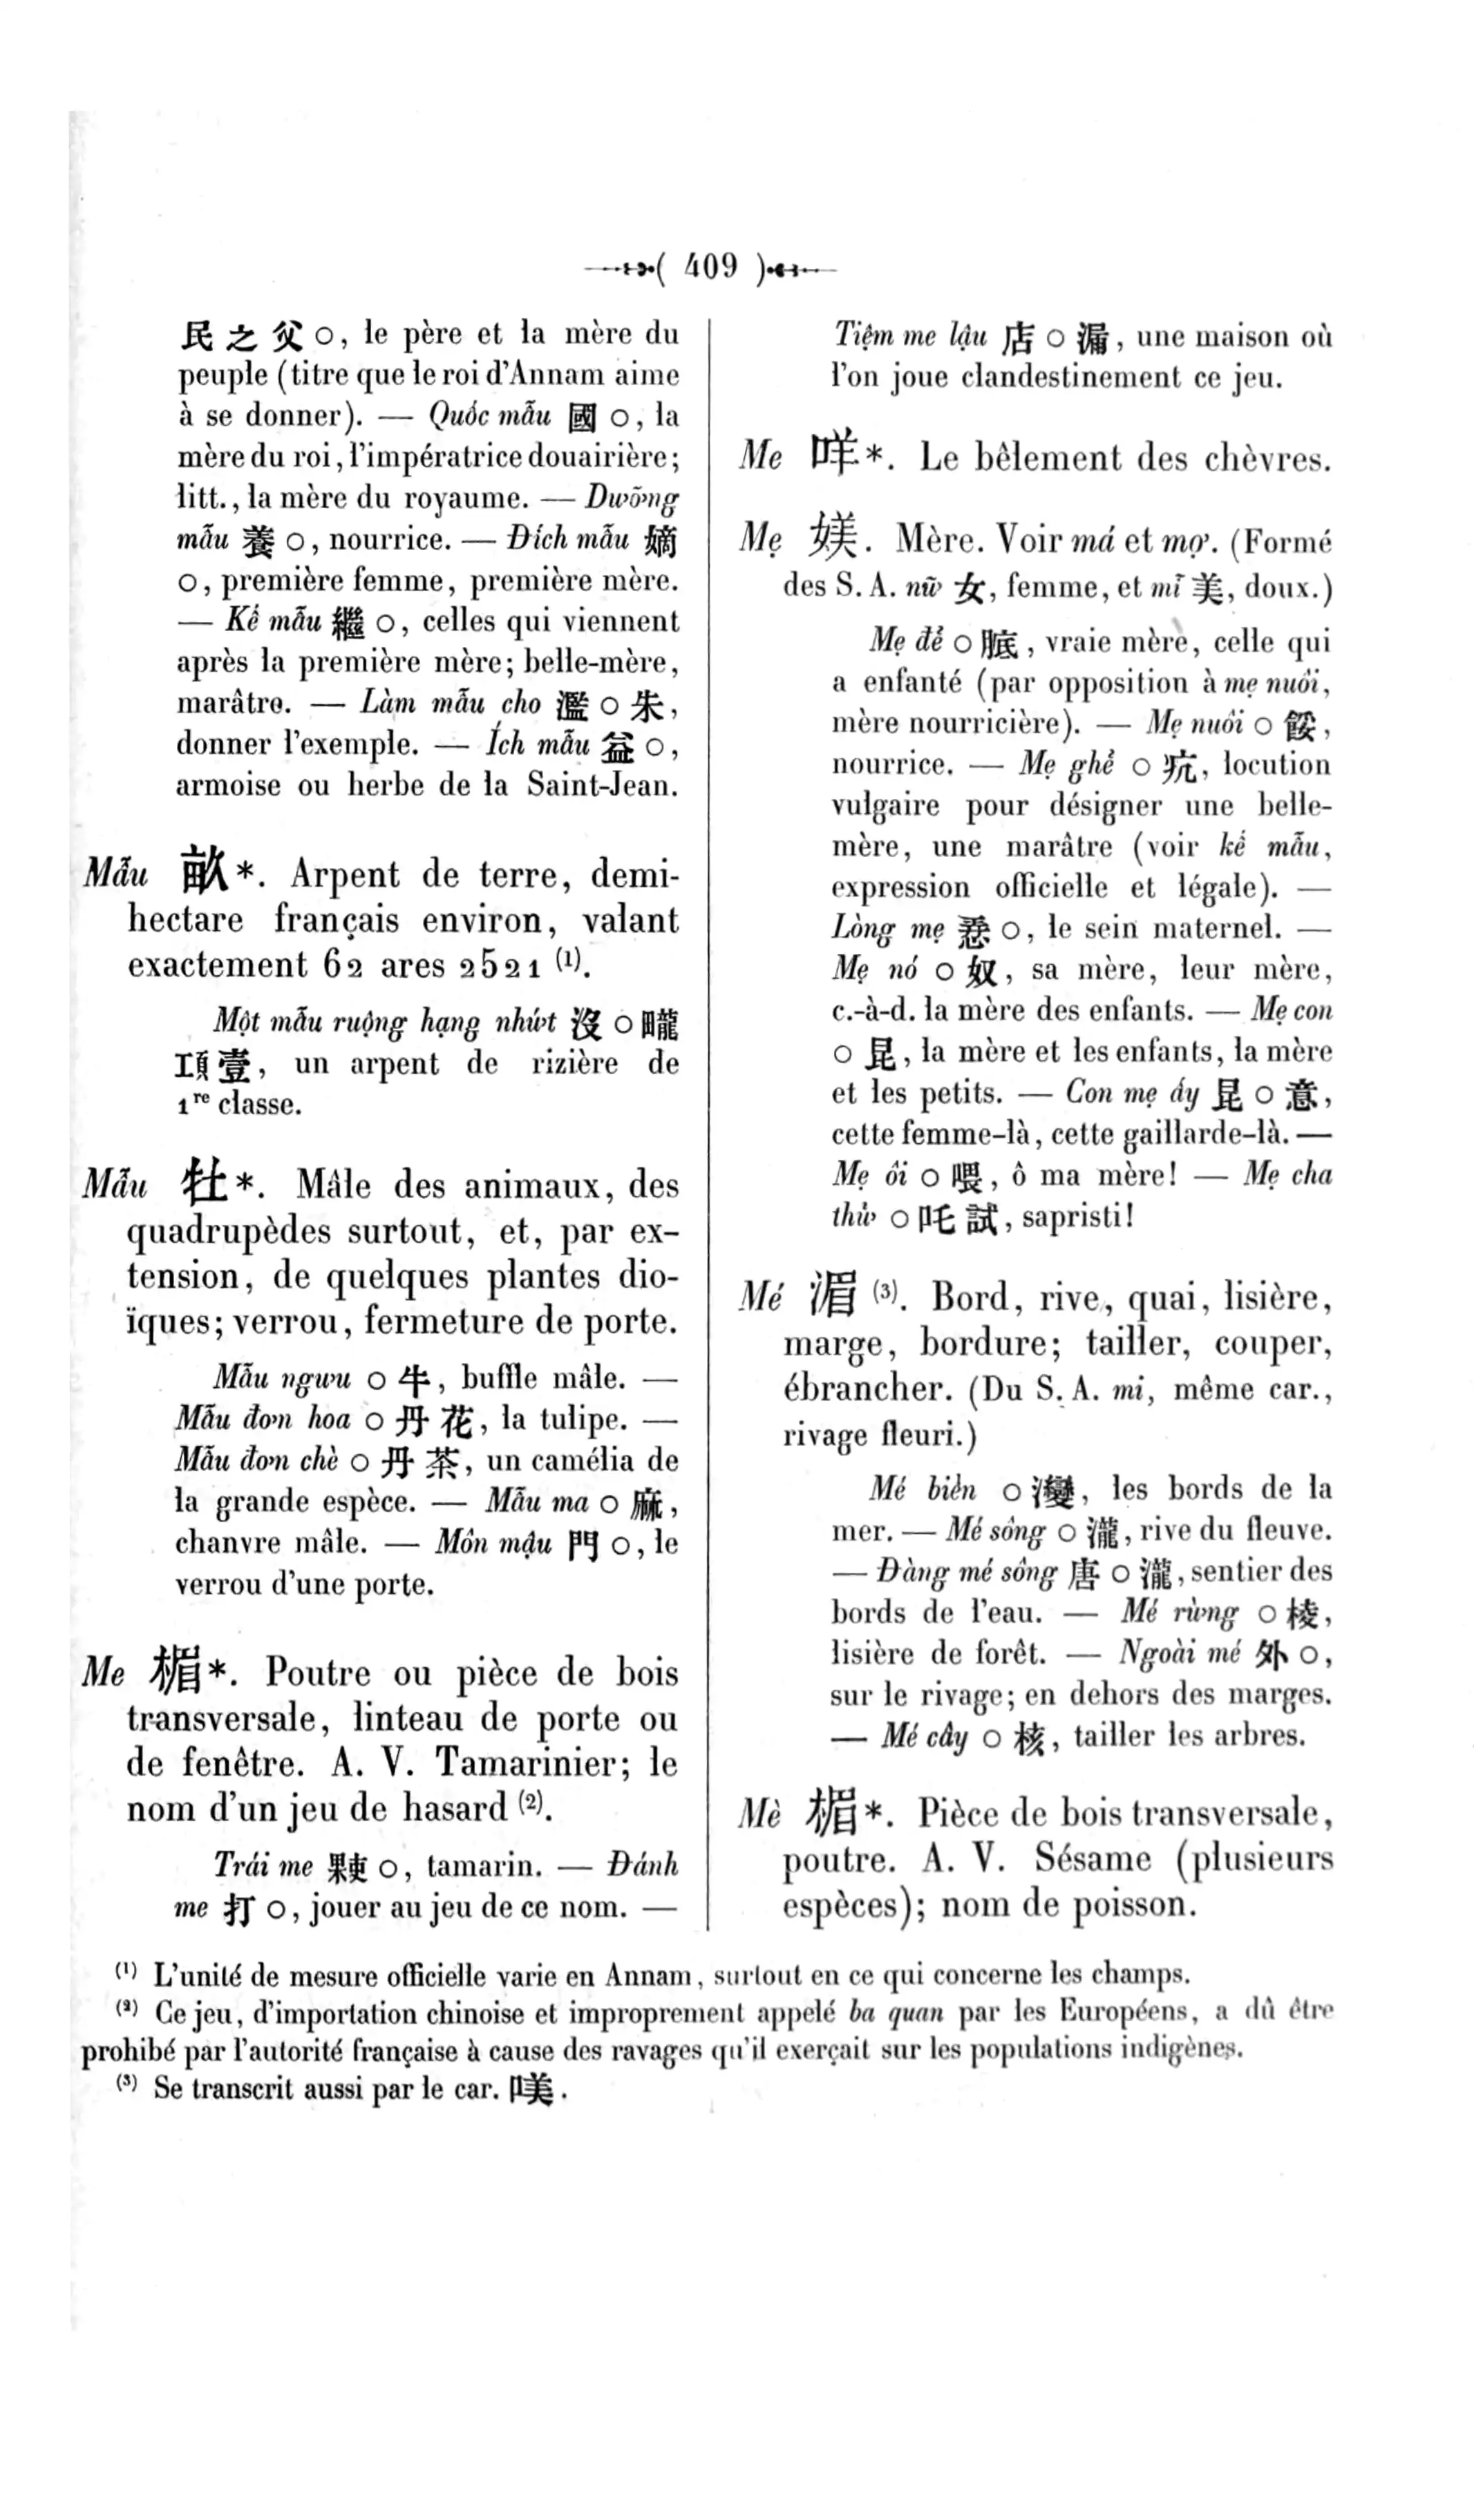 ( 409 )
民之父○, le père et la mère du
peuple (titre que le roi d'Annam aime
à se donner). — Quốc mẫu 國○, la
mère du roi, l'impératrice douairière;
litt., la mère du royaume. — Dưỡng
mẫu 養○, nourrice. — Đích mẫu 嫡
○, première femme, première mère.
— Kế mẫu 繼○, celles qui viennent
après la première mère; belle-mère,
marâtre. — Làm mẫu cho 濫○朱,
donner l'exemple. — Ích mẫu 益○,
armoise ou herbe de la Saint-Jean.
Mẫu 畝*. Arpent de terre, demi-
hectare français environ, valant
exactement 62 ares 2521 (1).
Một mẫu ruộng hạng nhứt 沒○𬏑
項壹, un arpent de rizière de
1re classe.
Mẫu 牡*. Mâle des animaux, des
quadrupèdes surtout, et, par ex-
tension, de quelques plantes dio-
ïques; verrou, fermeture de porte.
Mẫu ngưu ○牛, buffle mâle. —
Mẫu đơn hoa ○丹花, la tulipe. —
Mẫu đơn chè ○丹茶, un camélia de
la grande espèce. — Mẫu ma ○麻,
chanvre mâle. — Môn mậu 門○, le
verrou d'une porte.
Me 楣*. Poutre ou pièce de bois
transversale, linteau de porte ou
de fenêtre. A. V. Tamarinier; le
nom d'un jeu de hasard (2).
Trái me ○, tamarin. — Đánh
me 打○, jouer au jeu de ce nom. —
Tiệm me lậu 店○漏, une maison où
l'on joue clandestinement ce jeu.
Me 咩*. Le bêlement des chèvres.
Mẹ 媄. Mère. Voir má et mợ. (Formé
des S. A. nữ 女, femme, et mĩ 美, doux.)
Mẹ đẻ ○, vraie mère, celle qui
a enfanté (par opposition à mẹ nuôi,
mère nourricière). — Mẹ nuôi ○餒,
nourrice. — Mẹ ghẻ ○疣, locution
vulgaire pour désigner une belle-
mère, une marâtre (voir kế mẫu,
expression officielle et légale). —
Lòng mẹ ○, le sein maternel. —
Mẹ nó ○奴, sa mère, leur mère,
c.-à-d. la mère des enfants. — Mẹ con
○昆, la mère et les enfants, la mère
et les petits. — Con mẹ ấy 昆○意,
cette femme-là, cette gaillarde-là. —
Mẹ ôi ○喂, ô ma mère! — Mẹ cha
thử ○吒試, sapristi!
Mé 湄 (3). Bord, rive, quai, lisière,
marge, bordure; tailler, couper,
ébrancher. (Du S. A. mi, même car.,
rivage fleuri.)
Mé biển ○灣, les bords de la
mer. — Mé sông ○瀧, rive du fleuve.
— Đàng mé sông 唐○瀧, sentier des
bords de l'eau. — Mé rừng ○棱,
lisière de forêt. — Ngoài mé 外○,
sur le rivage; en dehors des marges.
— Mé cây ○核, tailler les arbres.
Mè 楣*. Pièce de bois transversale,
poutre. A. V. Sésame (plusieurs
espèces); nom de poisson.
(1) L'unité de mesure officielle varie en Annam, surtout en ce qui concerne les champs.
(2) Ce jeu, d'importation chinoise et improprement appelé ba quan par les Européens, a dû être
prohibé par l'autorité française à cause des ravages qu'il exerçait sur les populations indigènes.
(3) Se transcrit aussi par le car. 嘆.